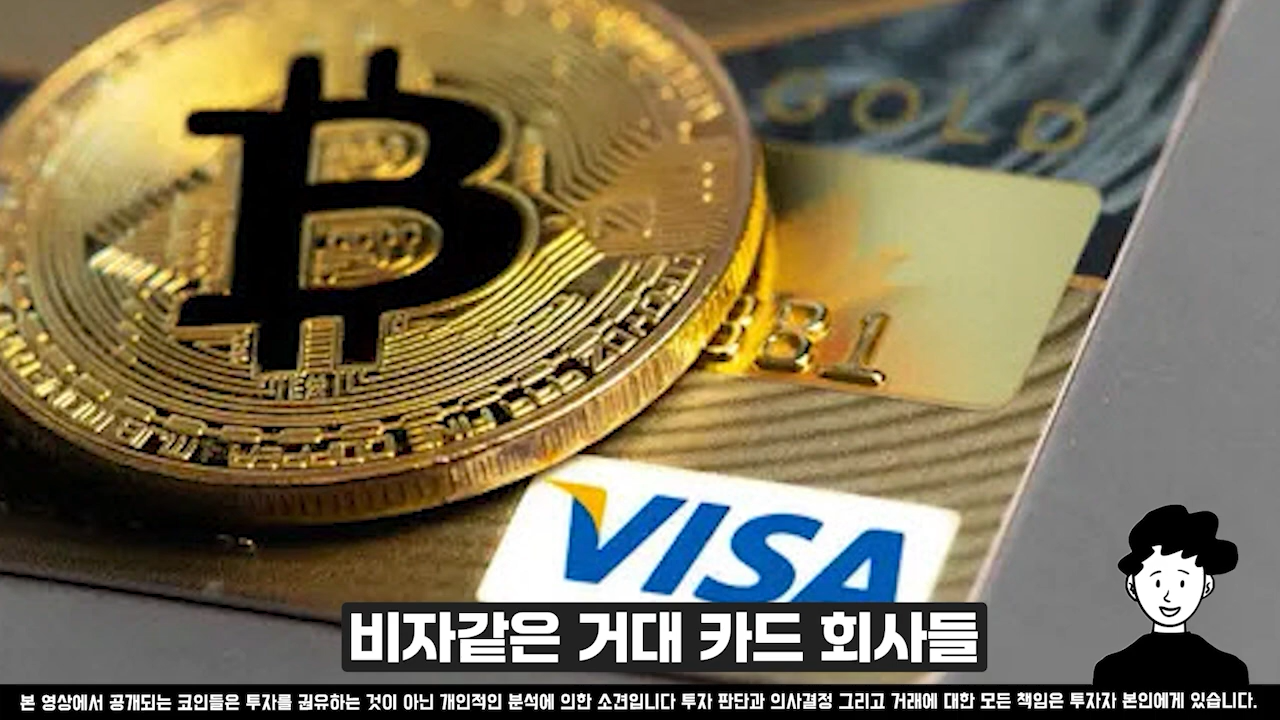 GOLD
B1
VISA
비자같은 거대 카드 회사들
본 영상에서 공개되는 코인들은 투자를 권유하는 것이 아닌 개인적인 분석에 의한 소견입니다 투자 판단과 의사결정 그리고 거래에 대한 모든 책임은 투자자 본인에게 있습니다.